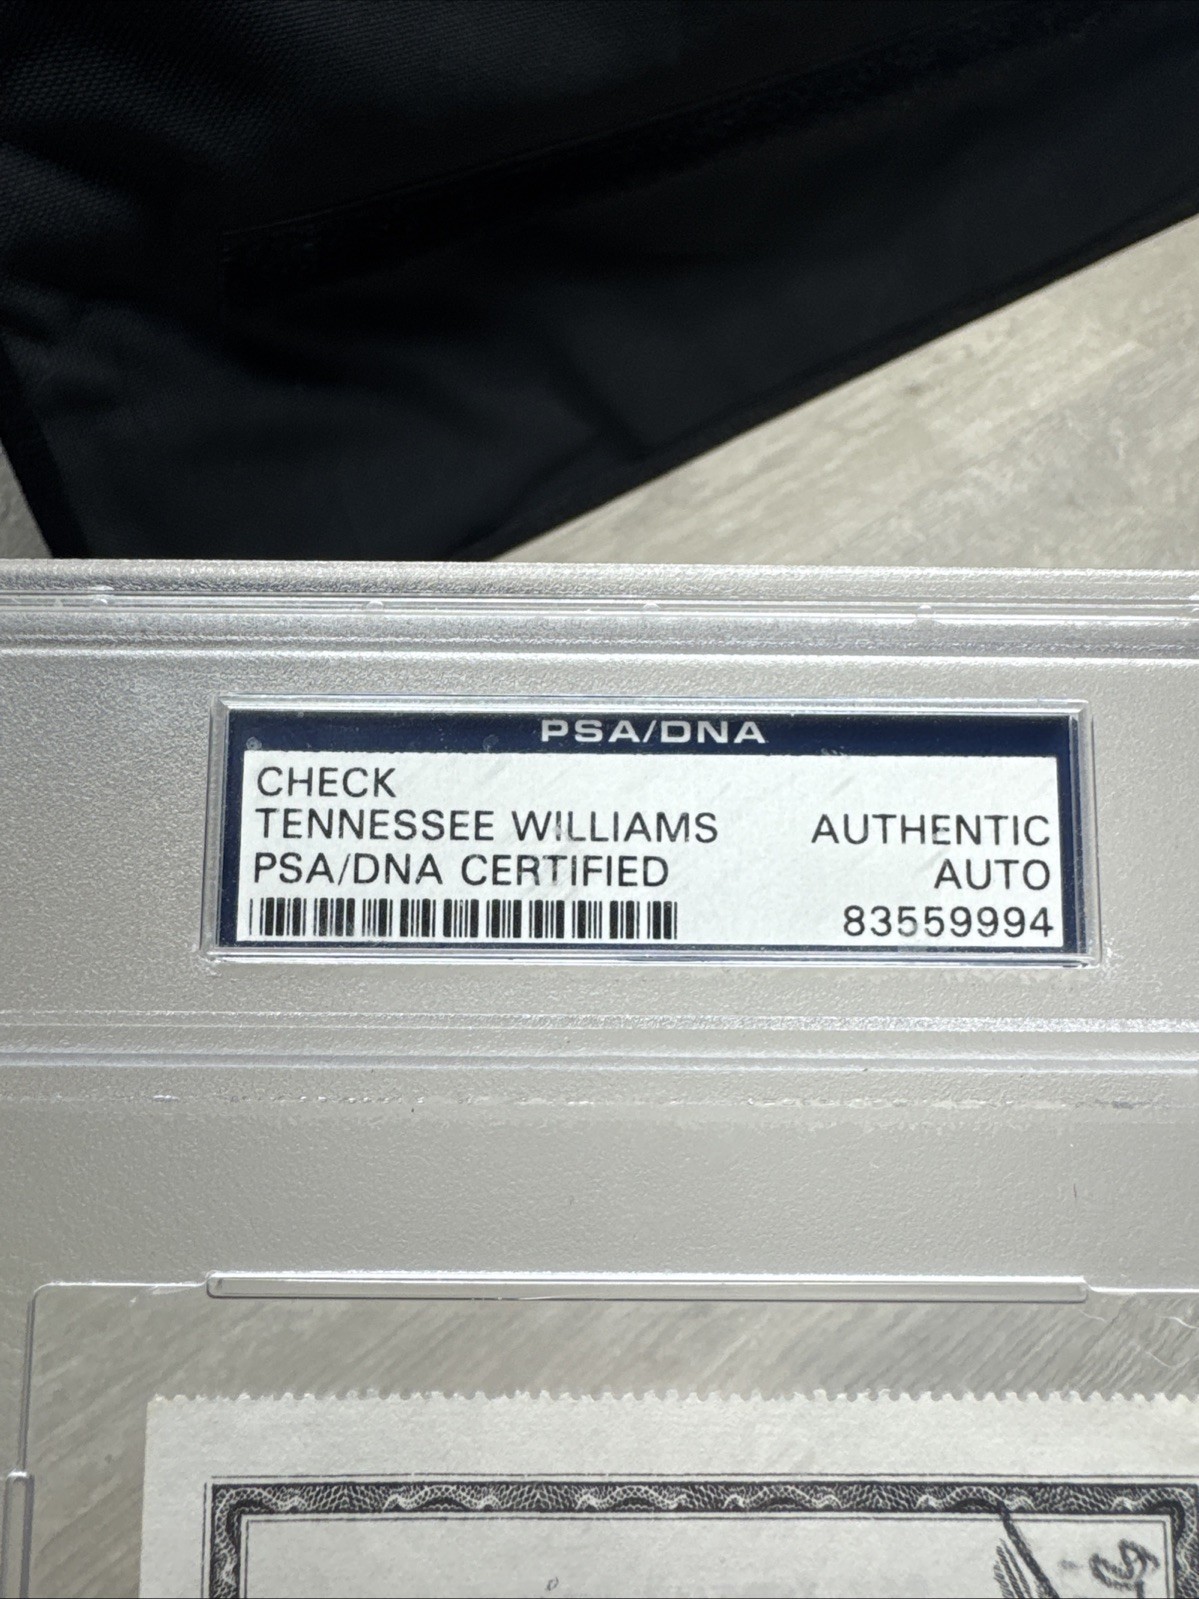 PSA/DNA
CHECK
TENNESSEE WILLIAMS AUTHENTIC
PSA/DNA CERTIFIED AUTO
83559994